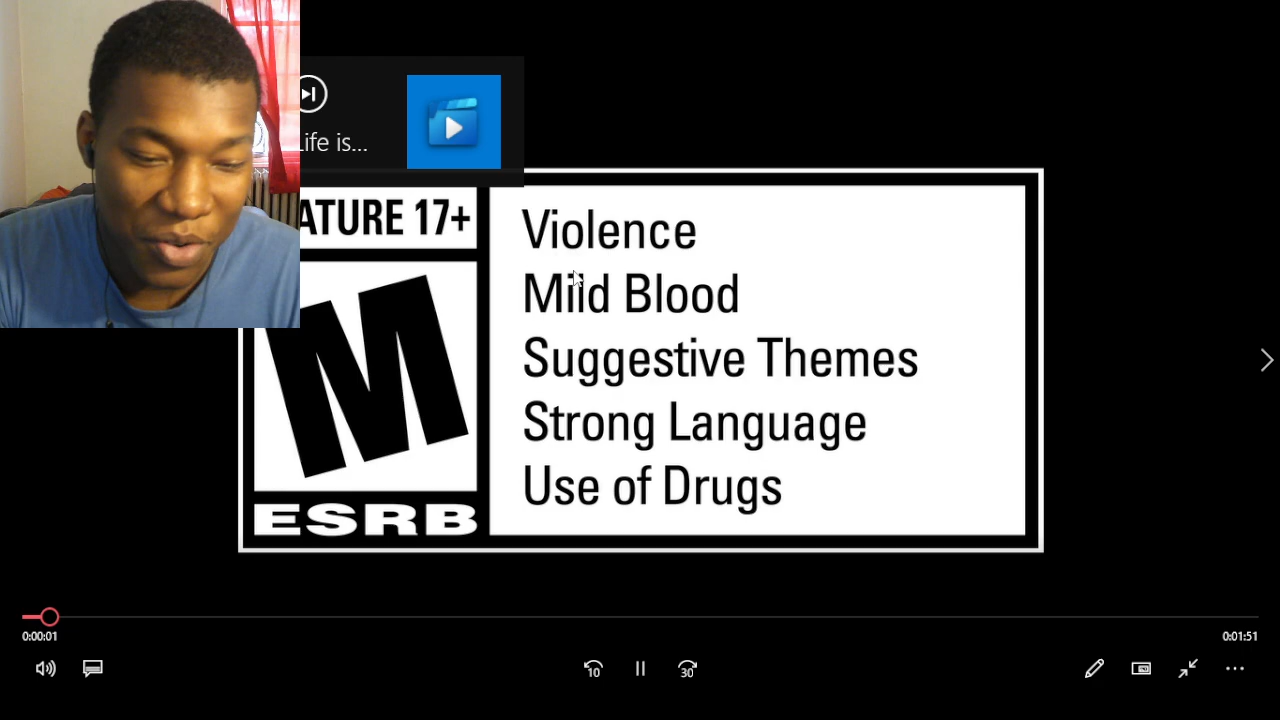 Life is...
ATURE 17+
Violence
Mild Blood
Suggestive Themes
Strong Language
Use of Drugs
M
ESRB
0:00:01
0:01:51
10
30